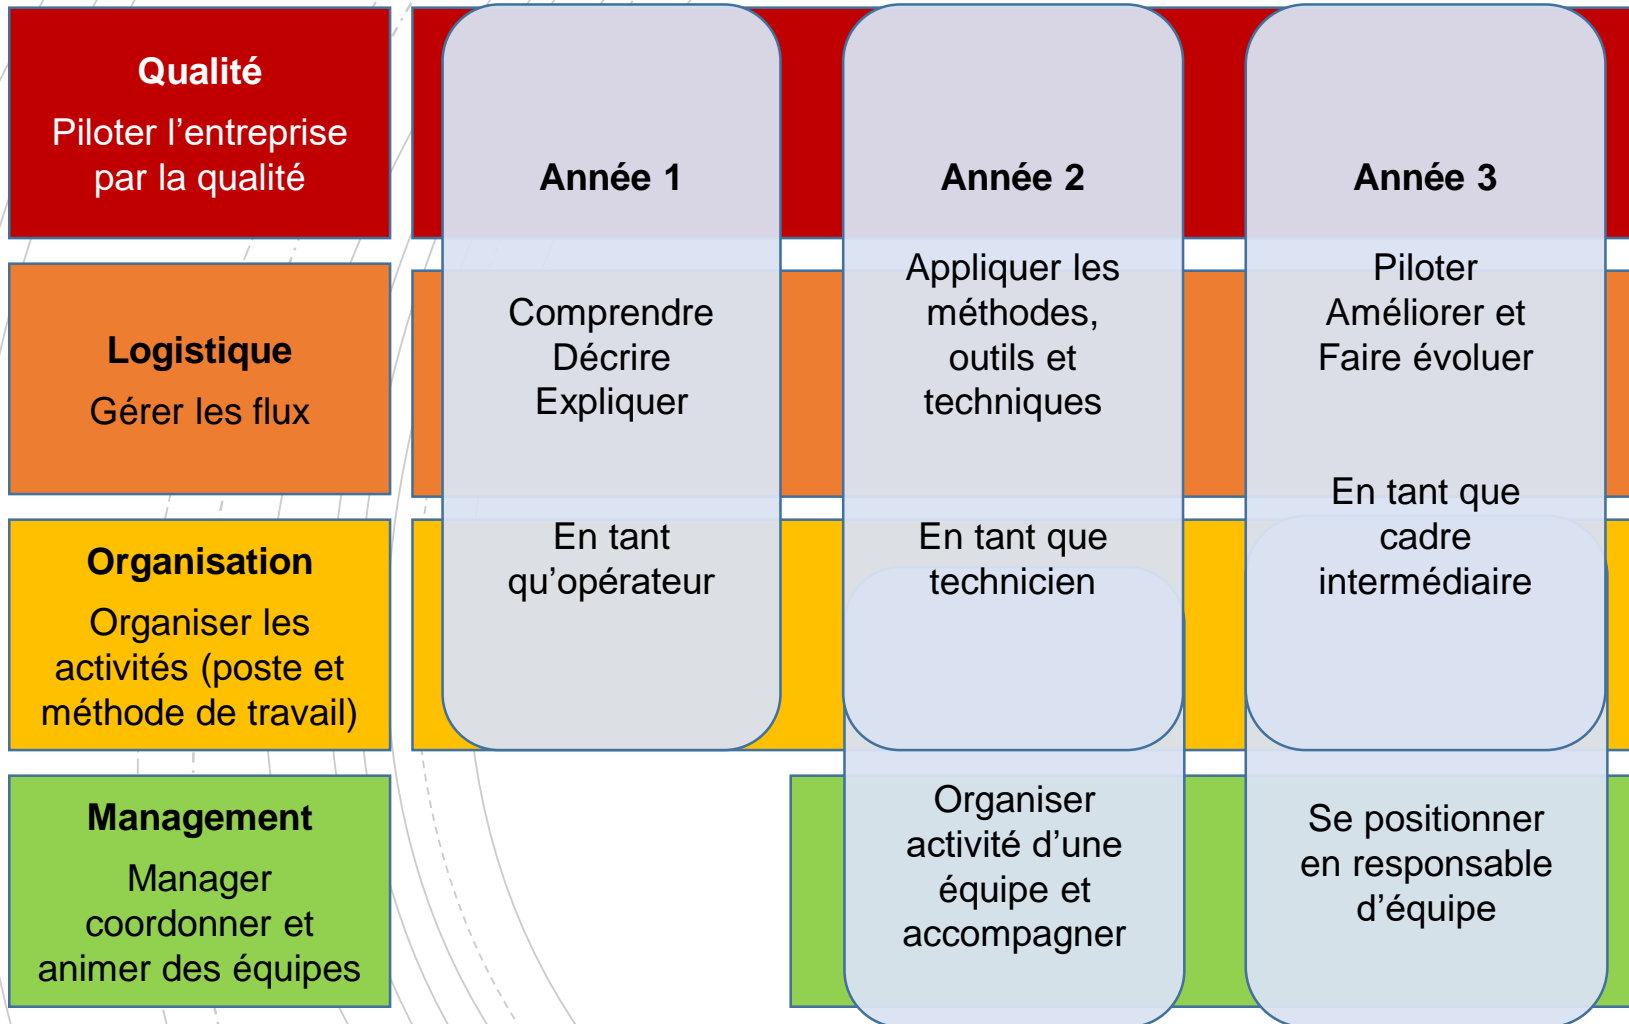 Qualité
Piloter l’entreprise
par la qualité
Logistique
Gérer les flux
Organisation
Organiser les
activités (poste et
méthode de travail)
Management
Manager
coordonner et
animer des équipes
Année 1
Comprendre
Décrire
Expliquer
En tant
qu’opérateur
Année 2
Appliquer les
méthodes,
outils et
techniques
En tant que
technicien
Organiser
activité d’une
équipe et
accompagner
Année 3
Piloter
Améliorer et
Faire évoluer
En tant que
cadre
intermédiaire
Se positionner
en responsable
d’équipe